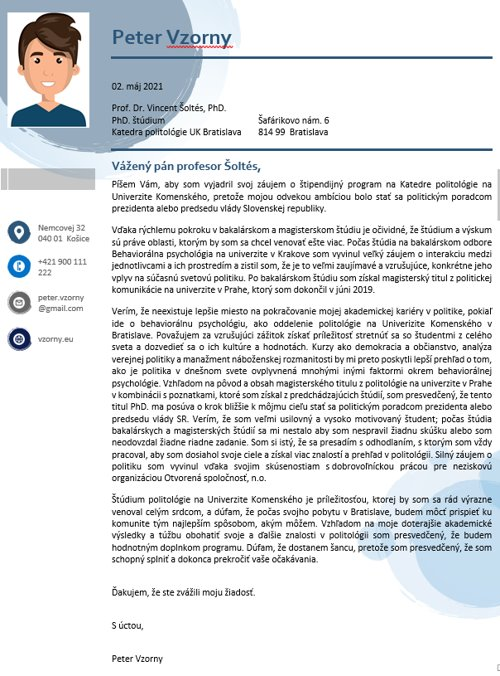 Peter Vzorny
02. máj 2021
Prof. Dr. Vincent Šoltés, PhD.
PhD. štúdium Šafárikovo nám. 6
Katedra politológie UK Bratislava 814 99 Bratislava
Vážený pán profesor Šoltés,
Píšem Vám, aby som vyjadril svoj záujem o štipendijný program na Katedre politológie na
Univerzite Komenského, pretože mojou odvekou ambíciou bolo stať sa politickým poradcom
prezidenta alebo predsedu vlády Slovenskej republiky.
Nemcovej 32
040 01 Košice
+421 900 111
222
peter.vzorny
@gmail.com
vzorny.eu
Vďaka rýchlemu pokroku v bakalárskom a magisterskom štúdiu je očividné, že štúdium a výskum
sú práve oblasti, ktorým by som sa chcel venovať ešte viac. Počas štúdia na bakalárskom odbore
Behaviorálna psychológia na univerzite v Krakove som vyvinul veľký záujem o interakciu medzi
jednotlivcami a ich prostredím a zistil som, že je to veľmi zaujímavé a vzrušujúce, konkrétne jeho
vplyv na súčasnú svetovú politiku. Po bakalárskom štúdiu som získal magisterský titul z politickej
komunikácie na univerzite v Prahe, ktorý som dokončil v júni 2019.
Verím, že neexistuje lepšie miesto na pokračovanie mojej akademickej kariéry v politike, pokiaľ
ide o behaviorálnu psychológiu, ako oddelenie politológie na Univerizite Komenského v
Bratislave. Považujem za vzrušujúci zážitok získať príležitosť stretnúť sa so študentmi z celého
sveta a dozvedieť sa o ich kultúre a hodnotách. Kurzy ako demokracia a občianstvo, analýza
verejnej politiky a manažment náboženskej rozmanitosti by mi preto poskytli lepší prehľad o tom,
ako je politika v dnešnom svete ovplyvnená mnohými inými faktormi okrem behaviorálnej
psychológie. Vzhľadom na pôvod a obsah magisterského titulu z politológie na univerzite v Prahe
v kombinácii s poznatkami, ktoré som získal z predchádzajúcich štúdií, som presvedčený, že tento
titul PhD. ma posúva o krok bližšie k môjmu cieľu stať sa politickým poradcom prezidenta alebo
predsedu vlády SR. Verím, že som veľmi usilovný a vysoko motivovaný študent; počas štúdia
bakalárskych a magisterských štúdií sa mi nestalo aby som nespravil žiadnu skúšku alebo som
neodovzdal žiadne riadne zadanie. Som si istý, že sa presadím s odhodlaním, s ktorým som vždy
pracoval, aby som dosiahol svoje ciele a získal viac znalostí a prehľad v politológii. Silný záujem o
politiku som vyvinul vďaka svojim skúsenostiam s dobrovoľníckou prácou pre neziskovú
organizáciou Otvorená spoločnosť, n.o.
Štúdium politológie na Univerzite Komenského je príležitosťou, ktorej by som sa rád výrazne
venoval celým srdcom, a dúfam, že počas svojho pobytu v Bratislave, budem môcť prispieť ku
komunite tým najlepším spôsobom, akým môžem. Vzhľadom na moje doterajšie akademické
výsledky a túžbu obohatiť svoje a ďalšie znalosti v politológii som presvedčený, že budem
hodnotným doplnkom programu. Dúfam, že dostanem šancu, pretože som presvedčený, že som
schopný splniť a dokonca prekročiť vaše očakávania.
Ďakujem, že ste zvážili moju žiadosť.
S úctou,
Peter Vzorny